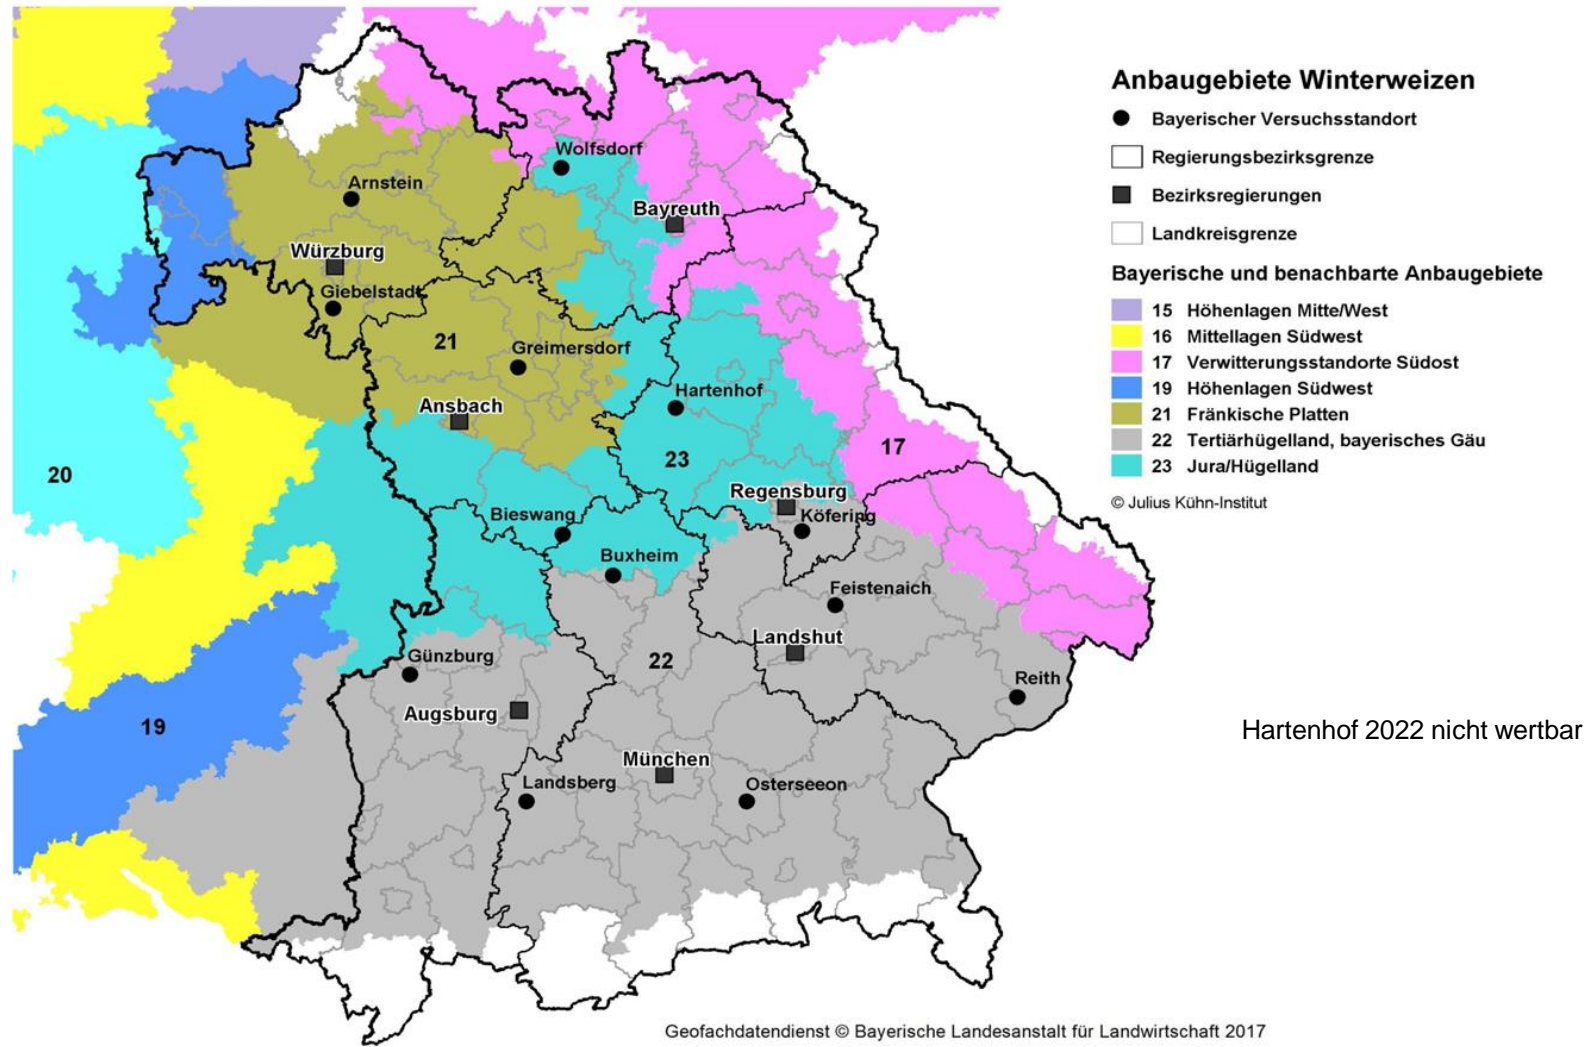 Anbaugebiete Winterweizen
Bayerischer Versuchsstandort
Regierungsbezirksgrenze
Bezirksregierungen
Landkreisgrenze
Bayerische und benachbarte Anbaugebiete
15 Höhenlagen Mitte/West
16 Mittellagen Südwest
17 Verwitterungsstandorte Südost
19 Höhenlagen Südwest
21 Fränkische Platten
22 Tertiärhügelland, bayerisches Gäu
23 Jura/Hügelland
© Julius Kühn-Institut
Wolfsdorf
Arnstein
Bayreuth
Würzburg
Giebelstadt
21
Greimersdorf
Hartenhof
Ansbach
17
23
20
Regensburg
Bieswang
Köfering
Buxheim
Feistenaich
Landshut
Günzburg
22
Reith
Augsburg
19
München
Landsberg
Osterseeon
Hartenhof 2022 nicht wertbar
Geofachdatendienst © Bayerische Landesanstalt für Landwirtschaft 2017